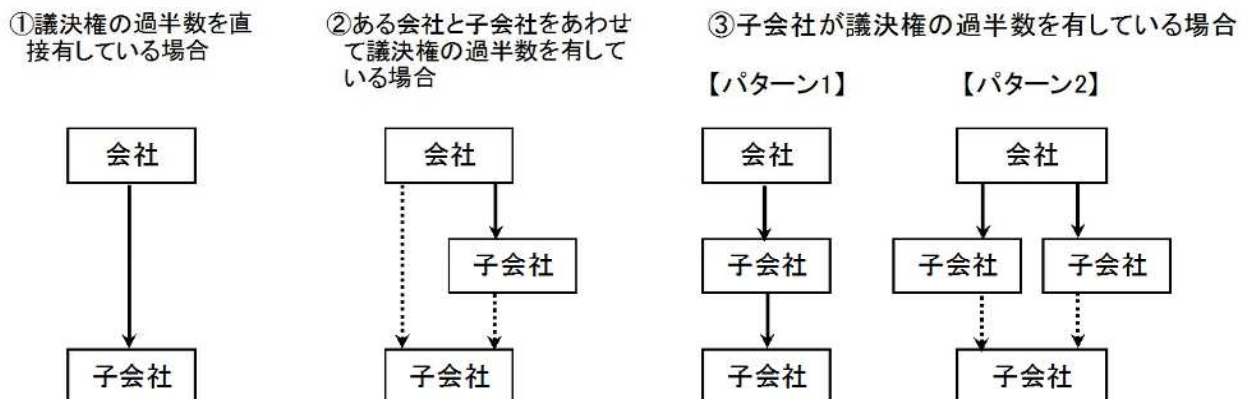 ①議決権の過半数を直
接有している場合
②ある会社と子会社をあわせ
て議決権の過半数を有して
いる場合
③子会社が議決権の過半数を有している場合
【パターン1】
【パターン2】
会社
子会社
会社
子会社
子会社
会社
子会社
子会社
会社
子会社
子会社
子会社